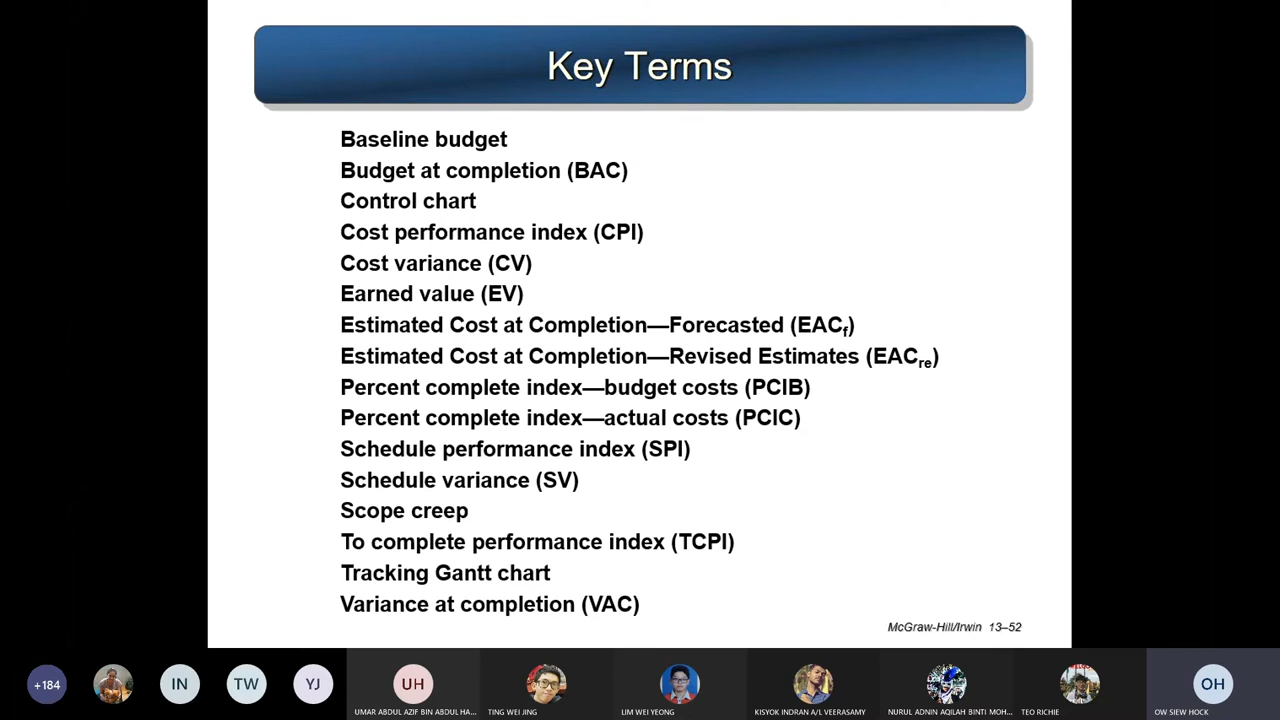 Key Terms
Baseline budget
Budget at completion (BAC)
Control chart
Cost performance index (CPI)
Cost variance (CV)
Earned value (EV)
Estimated Cost at Completion—Forecasted (EACf)
Estimated Cost at Completion—Revised Estimates (EACre)
Percent complete index—budget costs (PCIB)
Percent complete index—actual costs (PCIC)
Schedule performance index (SPI)
Schedule variance (SV)
Scope creep
To complete performance index (TCPI)
Tracking Gantt chart
Variance at completion (VAC)
McGraw-Hill/Irwin 13–52
+184 IN TW YJ UH OH
UMAR ABDUL AZIF BIN ABDUL HA... TING WEI JING LIM WEI YEONG KISYOK INDRAN A/L VEERASAMY NURUL ADNIN AQILAH BINTI MOH... TEO RICHIE OW SIEW HOCK